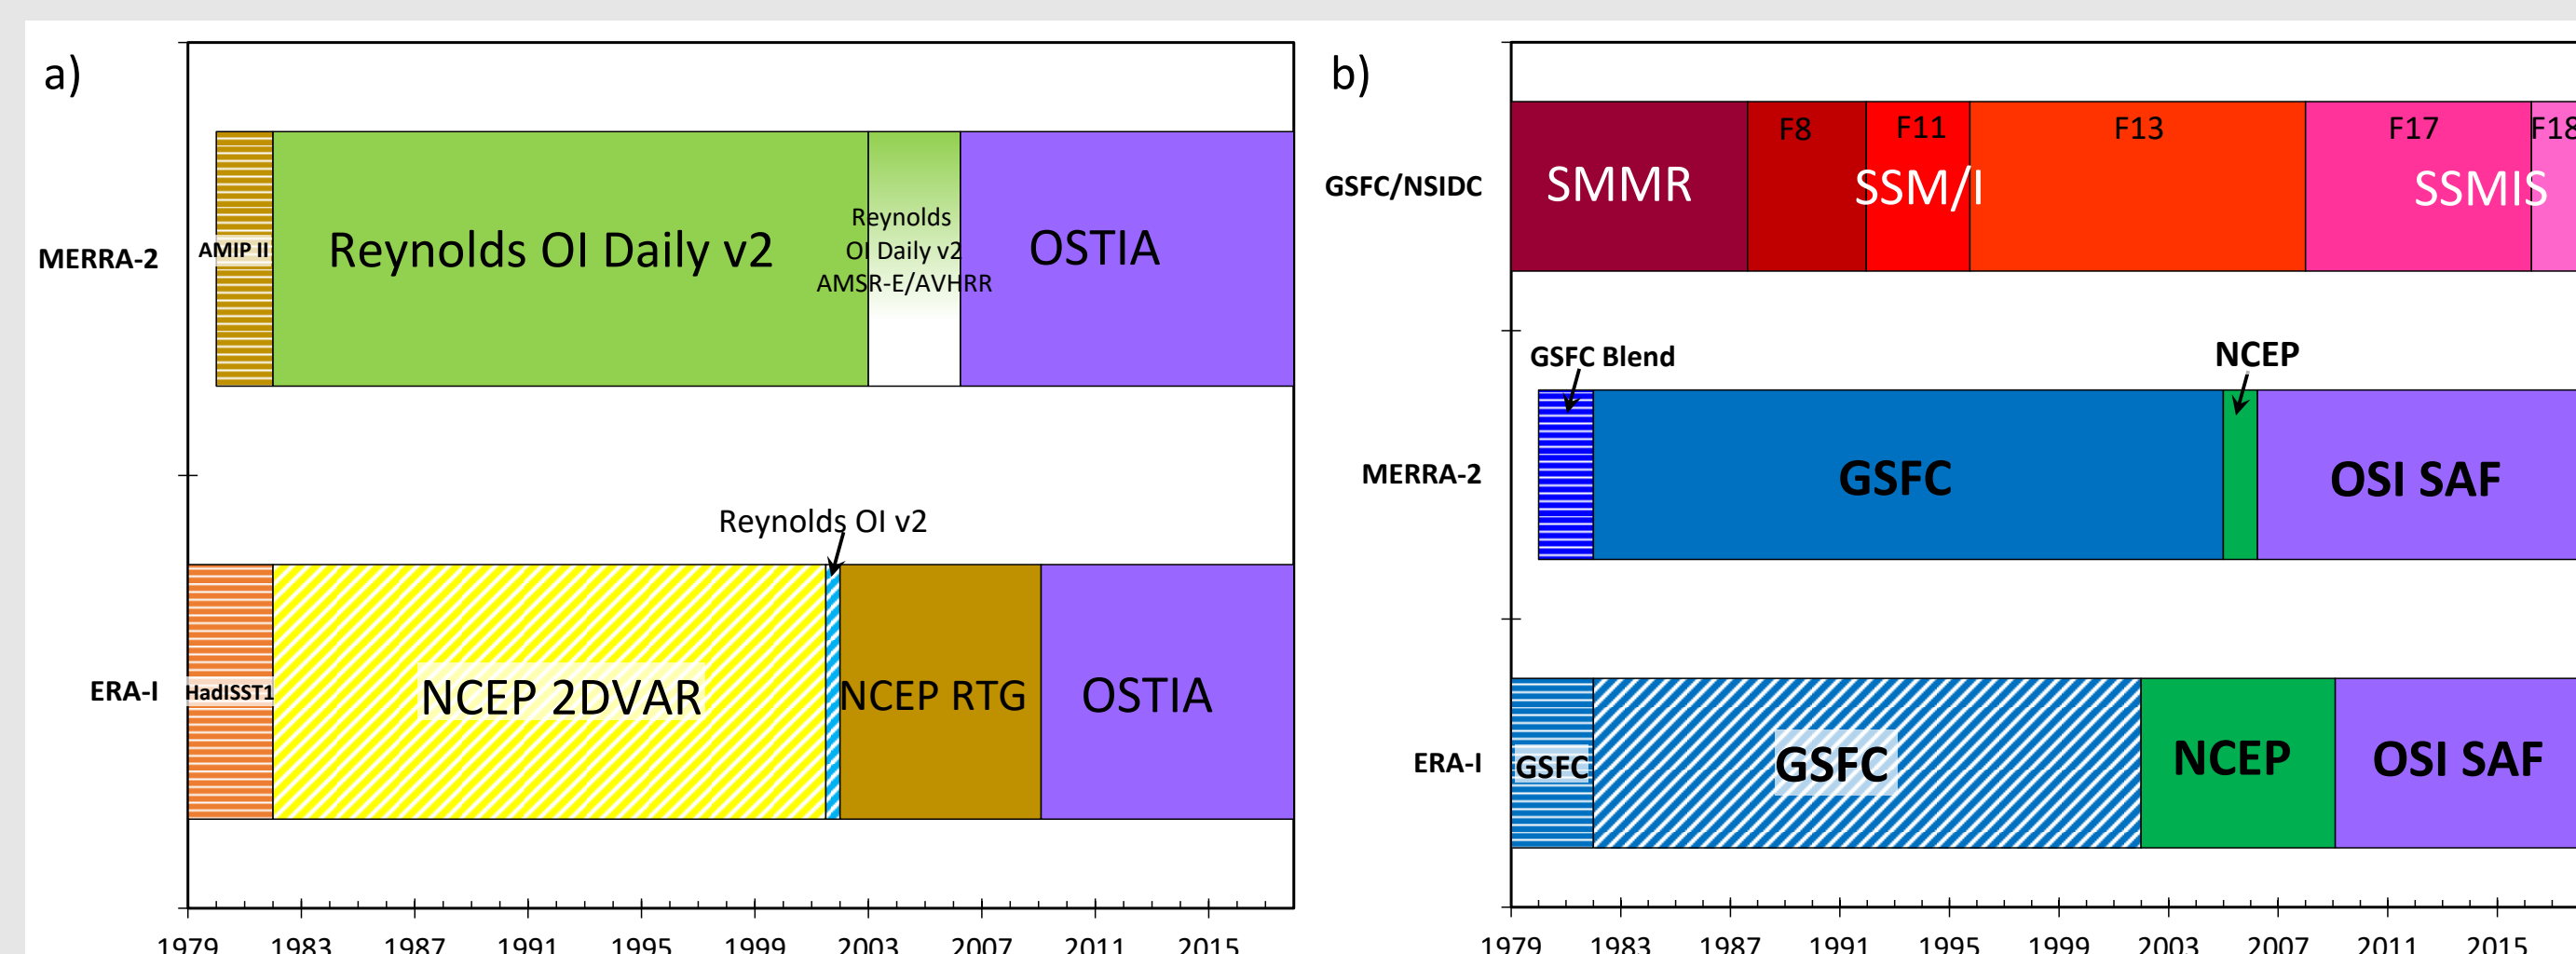 a)
MERRA-2
AMIP II
Reynolds OI Daily v2
Reynolds
OI Daily v2
AMSR-E/AVHRR
OSTIA
Reynolds OI v2
ERA-I
HadISST1
NCEP 2DVAR
NCEP RTG
OSTIA
1979 1983 1987 1991 1995 1999 2003 2007 2011 2015
b)
GSFC/NSIDC
F8 F11 F13 F17 F18
SMMR SSM/I SSMIS
GSFC Blend NCEP
MERRA-2
GSFC OSI SAF
ERA-I
GSFC GSFC NCEP OSI SAF
1979 1983 1987 1991 1995 1999 2003 2007 2011 2015